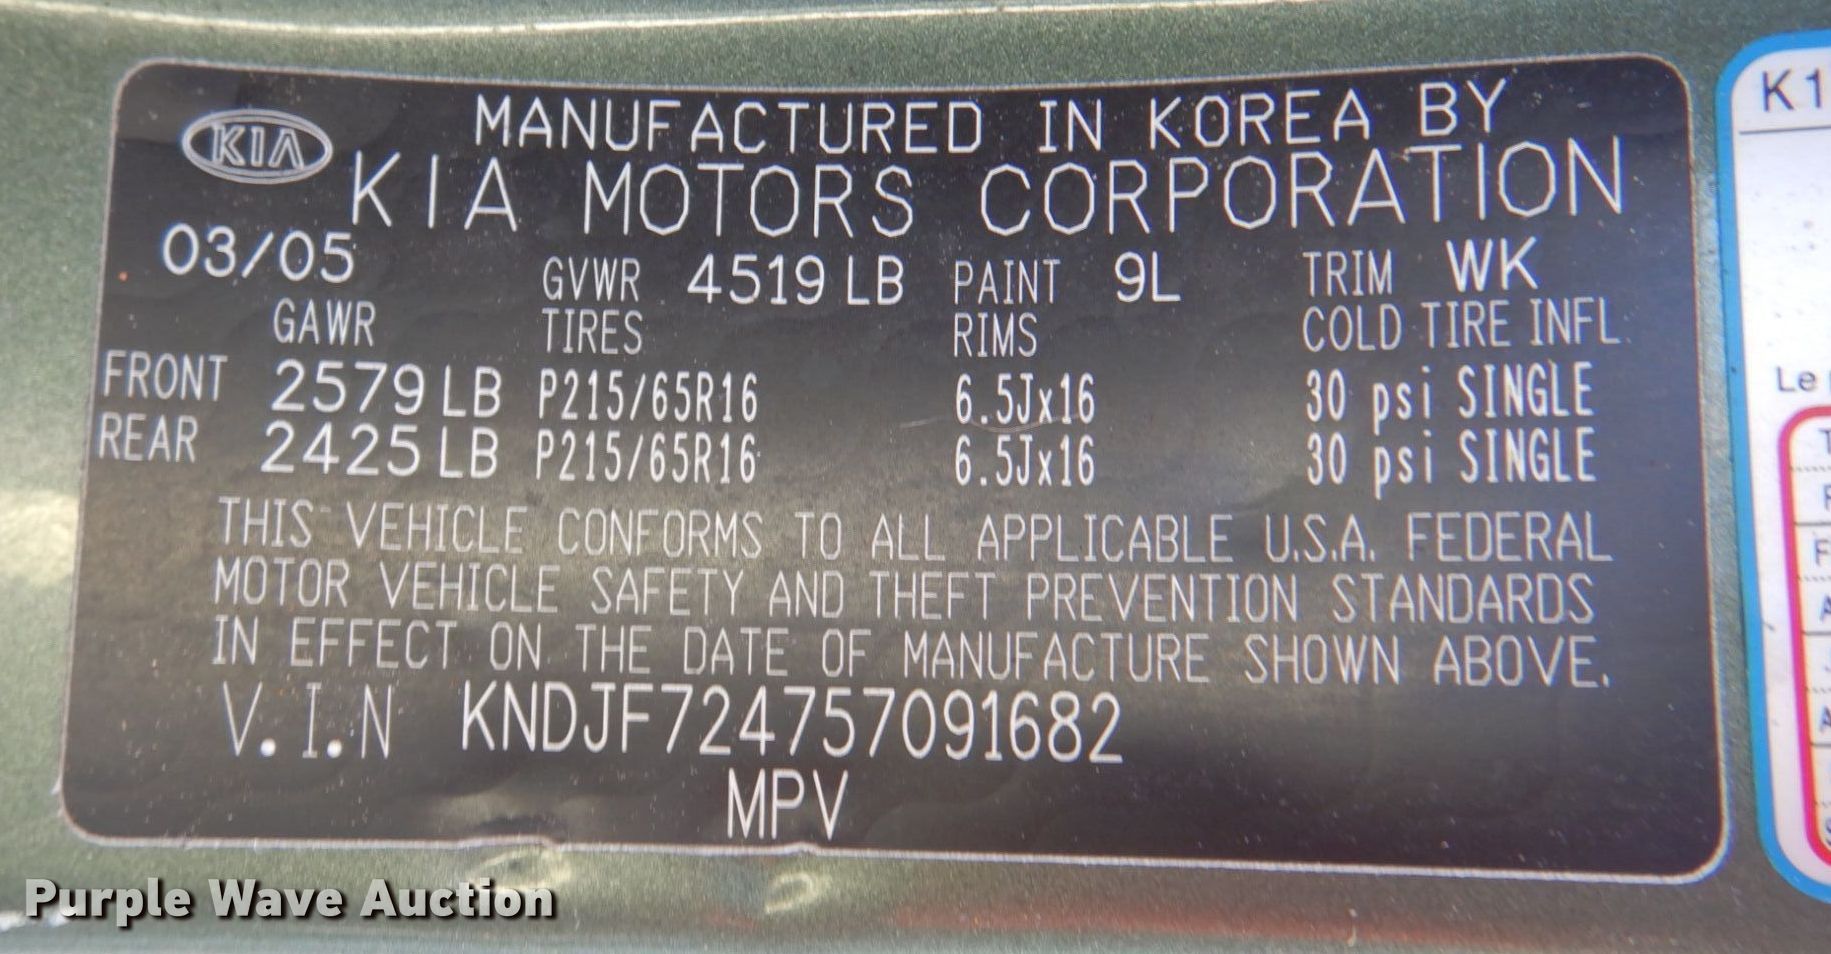 KIA
MANUFACTURED IN KOREA BY
KIA MOTORS CORPORATION
03/05 GVWR 4519 LB PAINT 9L TRIM WK
GAWR TIRES RIMS COLD TIRE INFL.
FRONT 2579 LB P215/65R16 6.5Jx16 30 psi SINGLE
REAR 2425 LB P215/65R16 6.5Jx16 30 psi SINGLE
THIS VEHICLE CONFORMS TO ALL APPLICABLE U.S.A. FEDERAL
MOTOR VEHICLE SAFETY AND THEFT PREVENTION STANDARDS
IN EFFECT ON THE DATE OF MANUFACTURE SHOWN ABOVE.
V.I.N KNDJF724757091682
MPV
K1
Le
Purple Wave Auction